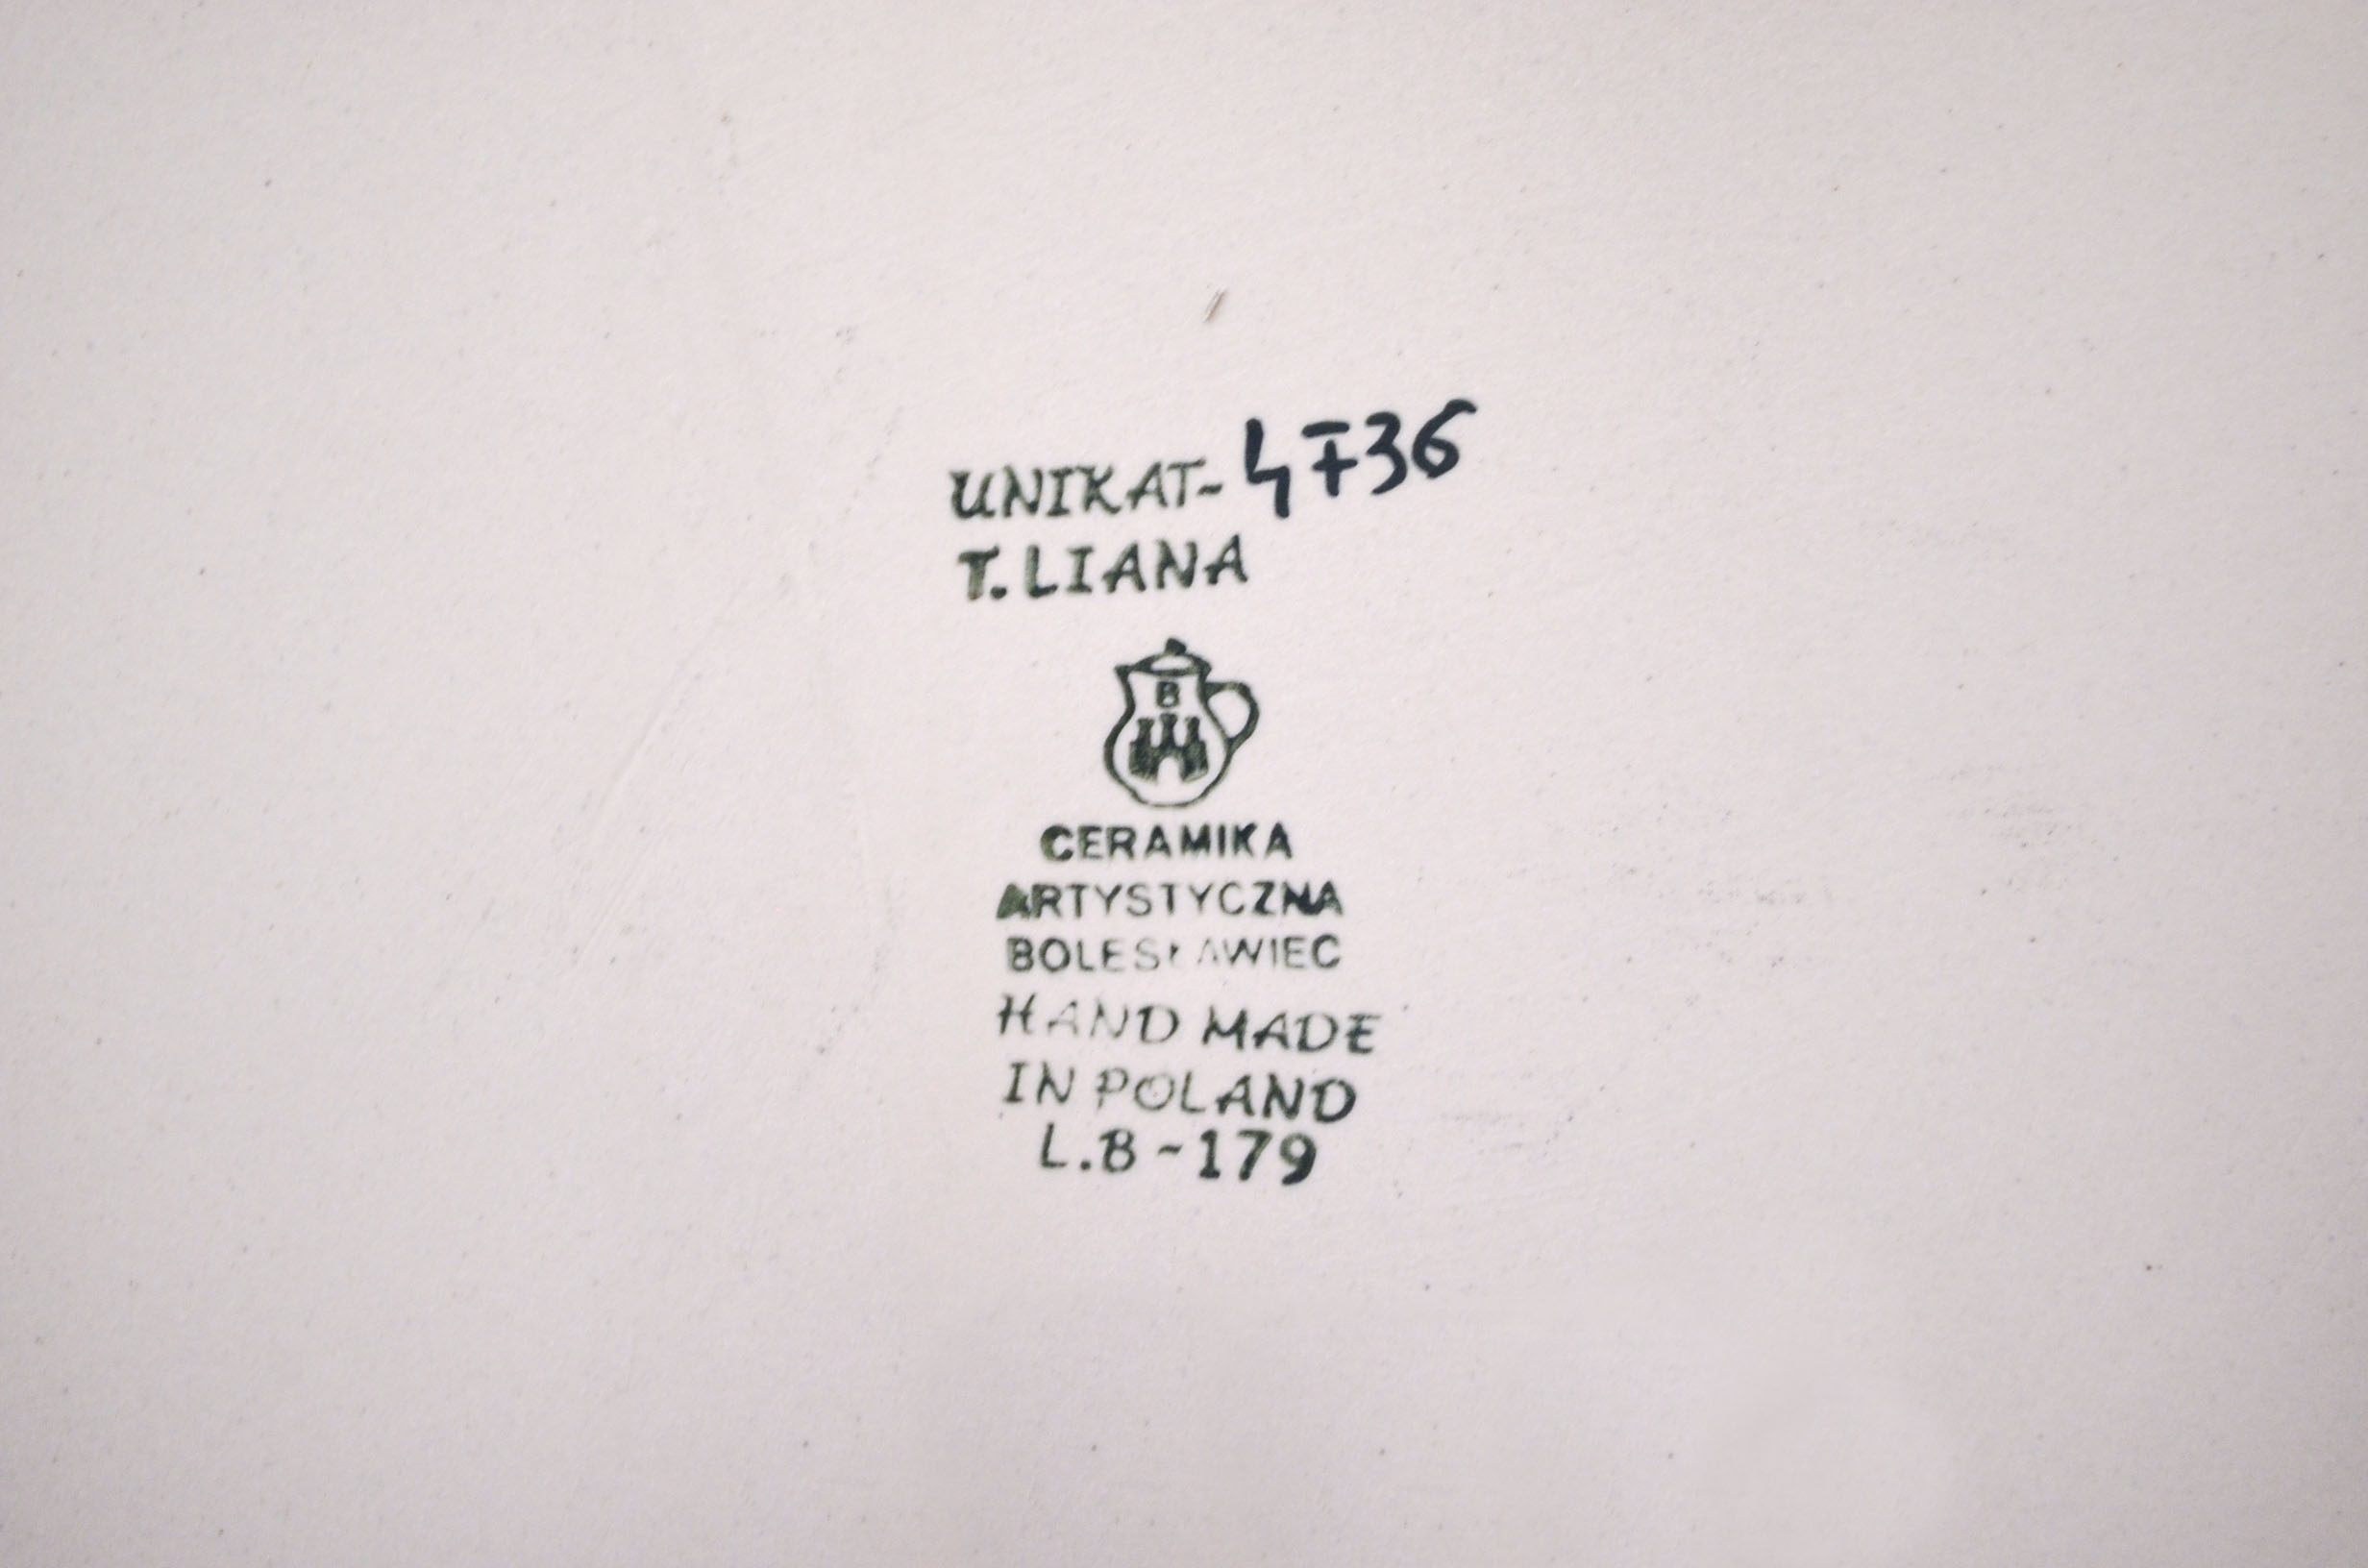 UNIKAT-4736
T. LIANA
B
CERAMIKA
ARTYSTYCZNA
BOLESŁAWIEC
HAND MADE
IN POLAND
L.B-179